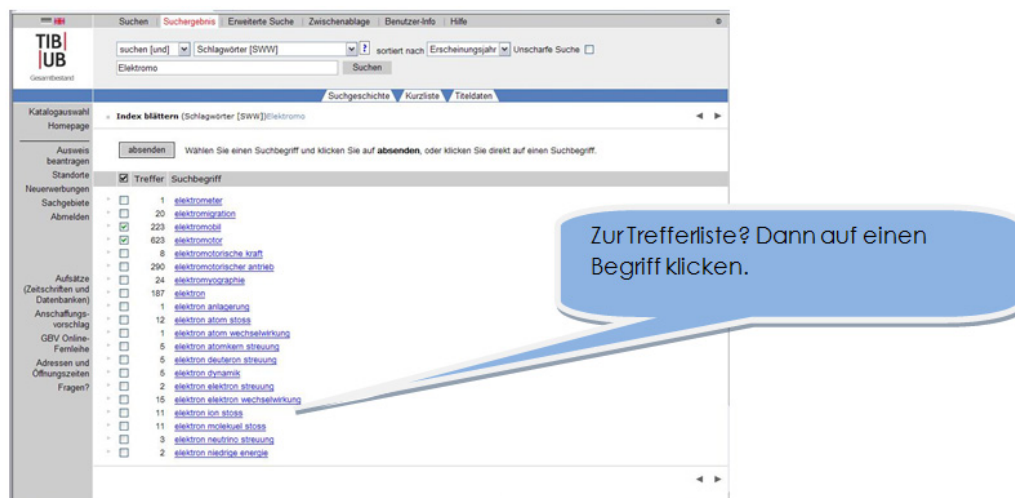 Suchen | Suchergebnis | Erweiterte Suche | Zwischenablage | Benutzer-Info | Hilfe
TIB
UB
Gesamtbestand
suchen [und] Schlagwörter [SWW] ? sortiert nach Erscheinungsjahr Unscharfe Suche
Elektromo Suchen
Suchgeschichte Kurzliste Titeldaten
Katalogauswahl
Homepage
Ausweis
beantragen
Standorte
Neuerwerbungen
Sachgebiete
Abmelden
Aufsätze
(Zeitschriften und
Datenbanken)
Anschaffungs-
vorschlag
GBV Online-
Fernleihe
Adressen und
Öffnungszeiten
Fragen?
Index blättern (Schlagwörter [SWW])Elektromo
absenden Wählen Sie einen Suchbegriff und klicken Sie auf absenden, oder klicken Sie direkt auf einen Suchbegriff.
Treffer Suchbegriff
1 elektrometer
20 elektromigration
223 elektromobil
623 elektromotor
8 elektromotorische kraft
290 elektromotorischer antrieb
24 elektromyographie
187 elektron
1 elektron anlagerung
12 elektron atom stoss
1 elektron atom wechselwirkung
5 elektron atomkern streuung
5 elektron deuteron streuung
5 elektron dynamik
2 elektron elektron streuung
15 elektron elektron wechselwirkung
11 elektron ion stoss
11 elektron molekuel stoss
3 elektron neutrino streuung
2 elektron niedrige energie
Zur Trefferliste? Dann auf einen
Begriff klicken.